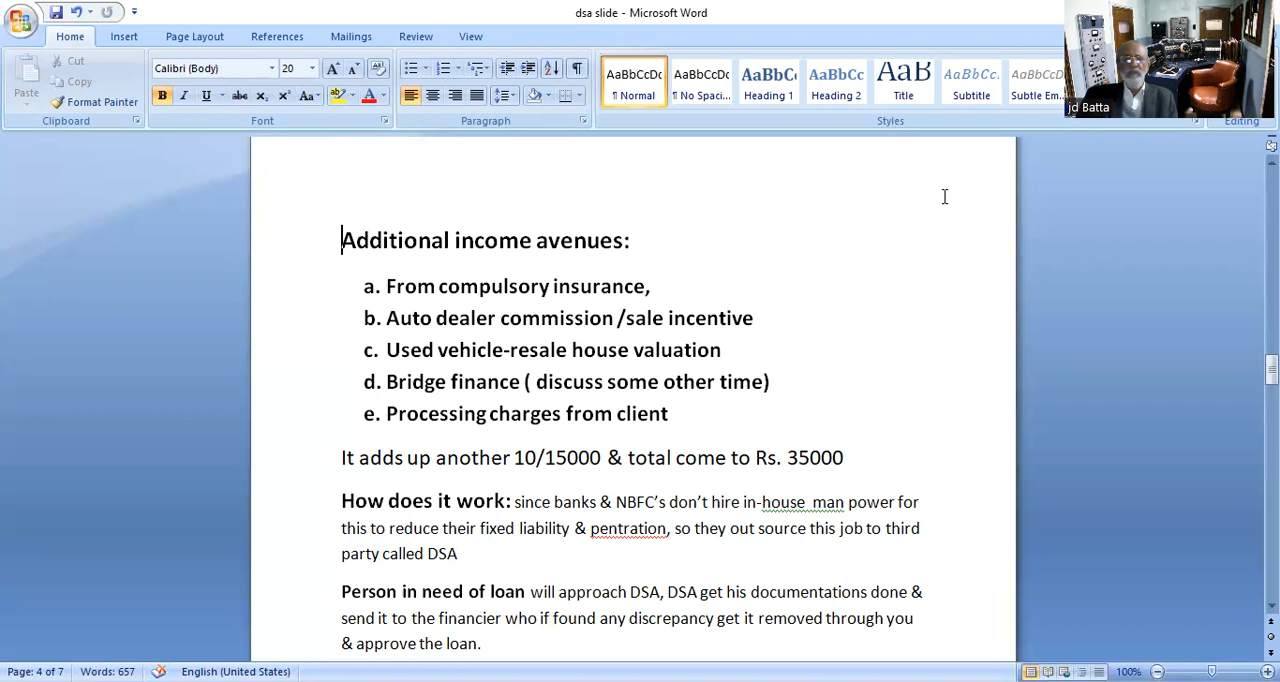 dsa slide - Microsoft Word
Home Insert Page Layout References Mailings Review View
Paste
Cut
Copy
Format Painter
Clipboard
Calibri (Body) 20
Font
Paragraph
AaBbCcDc AaBbCcDc AaBbC AaBbCc AaB AaBbCc. AaBbCcDc
¶ Normal ¶ No Spaci... Heading 1 Heading 2 Title Subtitle Subtle Em...
Styles
Editing
jd Batta
Additional income avenues:
a. From compulsory insurance,
b. Auto dealer commission /sale incentive
c. Used vehicle-resale house valuation
d. Bridge finance ( discuss some other time)
e. Processing charges from client
It adds up another 10/15000 & total come to Rs. 35000
How does it work: since banks & NBFC's don't hire in-house man power for
this to reduce their fixed liability & pentration, so they out source this job to third
party called DSA
Person in need of loan will approach DSA, DSA get his documentations done &
send it to the financier who if found any discrepancy get it removed through you
& approve the loan.
Page: 4 of 7 Words: 657 English (United States) 100%